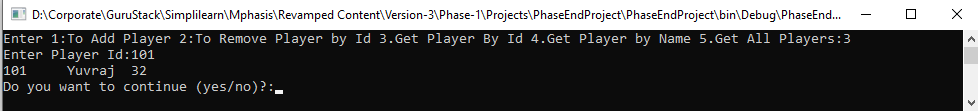 D:\Corporate\GuruStack\Simplilearn\Mphasis\Revamped Content\Version-3\Phase-1\Projects\PhaseEndProject\PhaseEndProject\bin\Debug\PhaseEnd...
Enter 1:To Add Player 2:To Remove Player by Id 3.Get Player By Id 4.Get Player by Name 5.Get All Players:3
Enter Player Id:101
101 Yuvraj 32
Do you want to continue (yes/no)?: